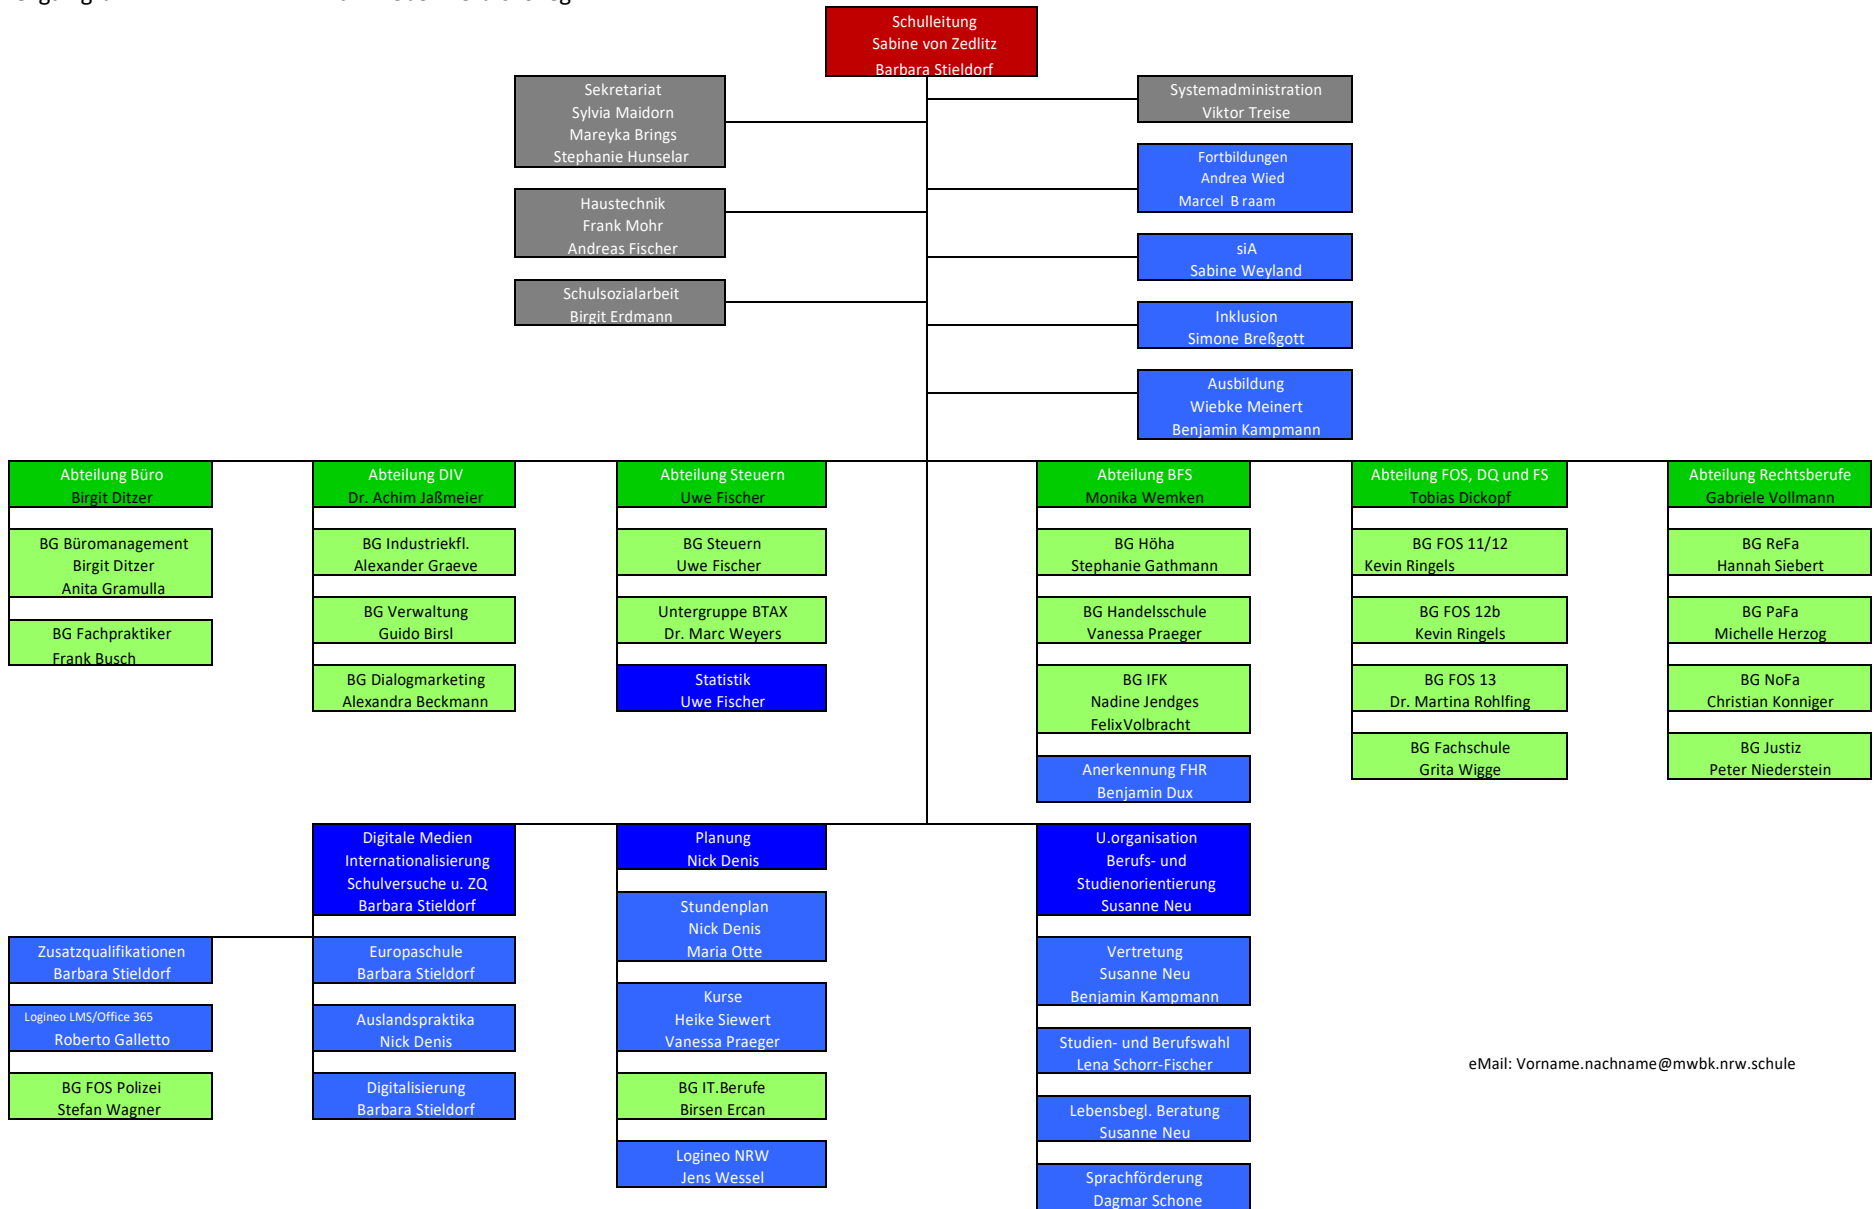 Schulleitung
Sabine von Zedlitz
Barbara Stieldorf
Sekretariat
Sylvia Maidorn
Mareyka Brings
Stephanie Hunselar
Systemadministration
Viktor Treise
Fortbildungen
Andrea Wied
Marcel B raam
Haustechnik
Frank Mohr
Andreas Fischer
siA
Sabine Weyland
Schulsozialarbeit
Birgit Erdmann
Inklusion
Simone Breßgott
Ausbildung
Wiebke Meinert
Benjamin Kampmann
Abteilung Büro
Birgit Ditzer
BG Büromanagement
Birgit Ditzer
Anita Gramulla
BG Fachpraktiker
Frank Busch
Abteilung DIV
Dr. Achim Jaßmeier
BG Industriekfl.
Alexander Graeve
BG Verwaltung
Guido Birsl
BG Dialogmarketing
Alexandra Beckmann
Abteilung Steuern
Uwe Fischer
BG Steuern
Uwe Fischer
Untergruppe BTAX
Dr. Marc Weyers
Statistik
Uwe Fischer
Abteilung BFS
Monika Wemken
BG Höha
Stephanie Gathmann
BG Handelsschule
Vanessa Praeger
BG IFK
Nadine Jendges
FelixVolbracht
Anerkennung FHR
Benjamin Dux
Abteilung FOS, DQ und FS
Tobias Dickopf
BG FOS 11/12
Kevin Ringels
BG FOS 12b
Kevin Ringels
BG FOS 13
Dr. Martina Rohlfing
BG Fachschule
Grita Wigge
Abteilung Rechtsberufe
Gabriele Vollmann
BG ReFa
Hannah Siebert
BG PaFa
Michelle Herzog
BG NoFa
Christian Konniger
BG Justiz
Peter Niederstein
Digitale Medien
Internationalisierung
Schulversuche u. ZQ
Barbara Stieldorf
Zusatzqualifikationen
Barbara Stieldorf
Logineo LMS/Office 365
Roberto Galletto
BG FOS Polizei
Stefan Wagner
Europaschule
Barbara Stieldorf
Auslandspraktika
Nick Denis
Digitalisierung
Barbara Stieldorf
Planung
Nick Denis
Stundenplan
Nick Denis
Maria Otte
Kurse
Heike Siewert
Vanessa Praeger
BG IT.Berufe
Birsen Ercan
Logineo NRW
Jens Wessel
U.organisation
Berufs- und
Studienorientierung
Susanne Neu
Vertretung
Susanne Neu
Benjamin Kampmann
Studien- und Berufswahl
Lena Schorr-Fischer
Lebensbegl. Beratung
Susanne Neu
Sprachförderung
Dagmar Schone
eMail: Vorname.nachname@mwbk.nrw.schule